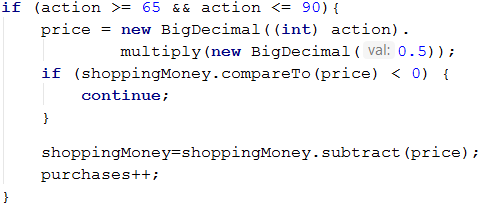 if (action >= 65 && action <= 90){
    price = new BigDecimal((int) action).
            multiply(new BigDecimal( val: 0.5));
    if (shoppingMoney.compareTo(price) < 0) {
        continue;
    }

    shoppingMoney=shoppingMoney.subtract(price);
    purchases++;
}